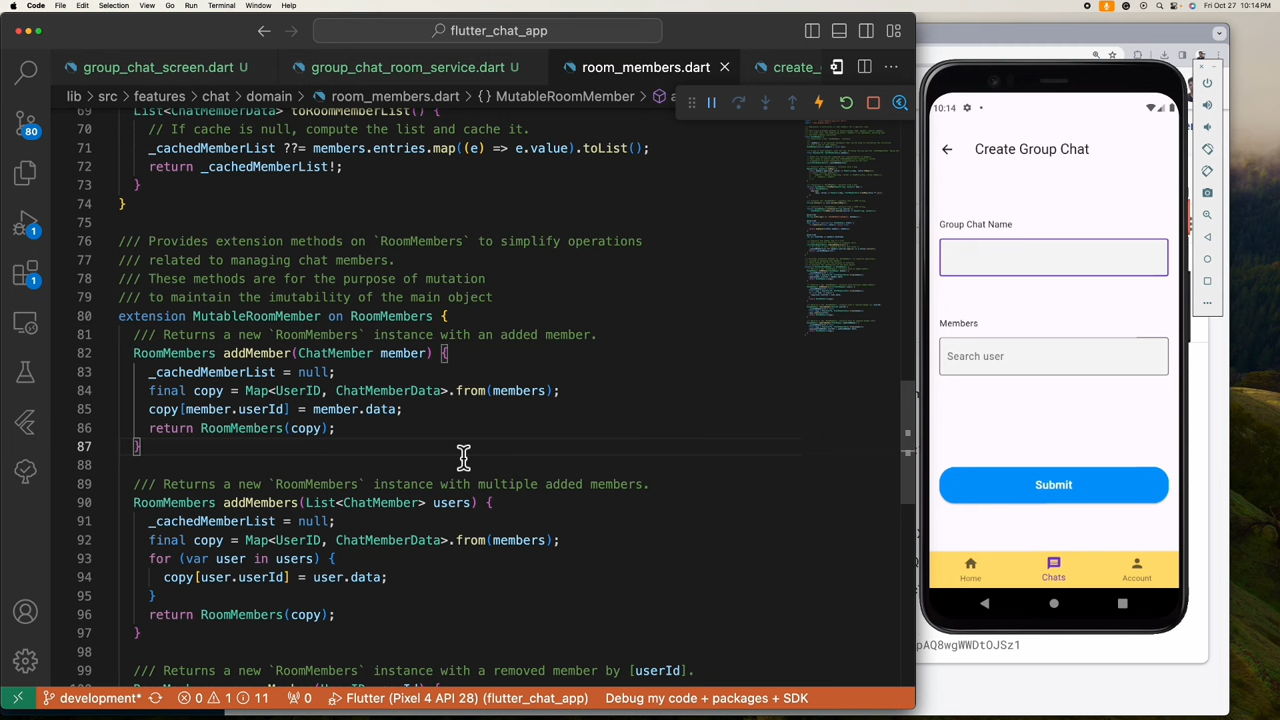 Code File Edit Selection View Go Run Terminal Window Help
Fri Oct 27 10:14 PM
flutter_chat_app
group_chat_screen.dart U
group_chat_room_service.dart U
room_members.dart
create_
lib > src > features > chat > domain > room_members.dart > {} MutableRoomMember >
69 List<ChatMemberData> toRoomMemberList() {
70 // If cache is null, compute the list and cache it.
71 _cachedMemberList ??= members.entries.map((e) => e.value).toList();
72 return _cachedMemberList!;
73 }
74 }
75
76 /// Provides extension methods on `RoomMembers` to simplify operations
77 /// related to managing chat members.
78 /// These methods are for the purpose of mutation
79 /// to maintain the imutability of the main object
80 extension MutableRoomMember on RoomMembers {
81 /// Returns a new `RoomMembers` instance with an added member.
82 RoomMembers addMember(ChatMember member) {
83 _cachedMemberList = null;
84 final copy = Map<UserID, ChatMemberData>.from(members);
85 copy[member.userId] = member.data;
86 return RoomMembers(copy);
87 }
88
89 /// Returns a new `RoomMembers` instance with multiple added members.
90 RoomMembers addMembers(List<ChatMember> users) {
91 _cachedMemberList = null;
92 final copy = Map<UserID, ChatMemberData>.from(members);
93 for (var user in users) {
94 copy[user.userId] = user.data;
95 }
96 return RoomMembers(copy);
97 }
98
99 /// Returns a new `RoomMembers` instance with a removed member by [userId].
80
1
1
development* 0 1 11 0 Flutter (Pixel 4 API 28) (flutter_chat_app) Debug my code + packages + SDK
10:14
Create Group Chat
Group Chat Name
Members
Search user
Submit
Home Chats Account
pAQ8wgWWDtOJSz1